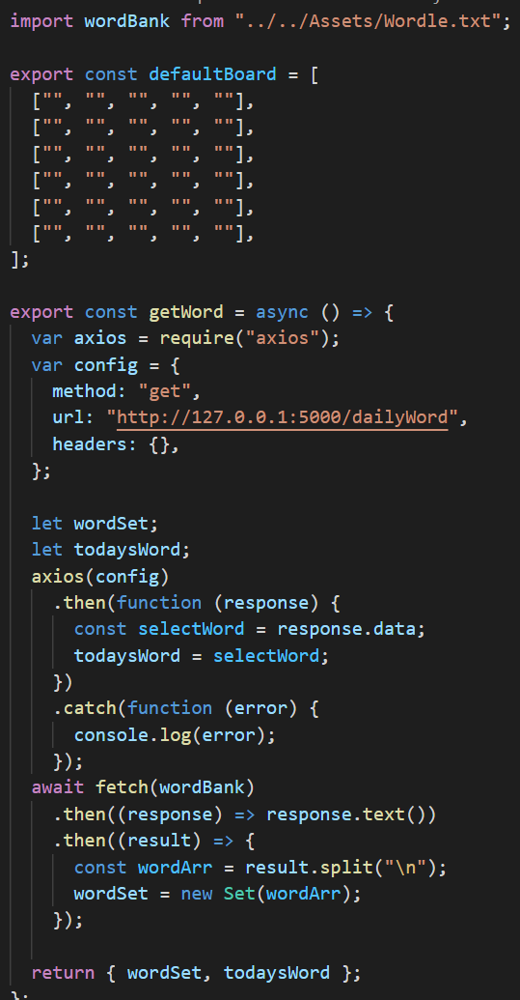 import wordBank from "../../Assets/Wordle.txt";
export const defaultBoard = [
  ["", "", "", "", ""],
  ["", "", "", "", ""],
  ["", "", "", "", ""],
  ["", "", "", "", ""],
  ["", "", "", "", ""],
  ["", "", "", "", ""],
];
export const getWord = async () => {
  var axios = require("axios");
  var config = {
    method: "get",
    url: "http://127.0.0.1:5000/dailyWord",
    headers: {},
  };
  let wordSet;
  let todaysWord;
  axios(config)
    .then(function (response) {
      const selectWord = response.data;
      todaysWord = selectWord;
    })
    .catch(function (error) {
      console.log(error);
    });
  await fetch(wordBank)
    .then((response) => response.text())
    .then((result) => {
      const wordArr = result.split("\n");
      wordSet = new Set(wordArr);
    });
  return { wordSet, todaysWord };
};